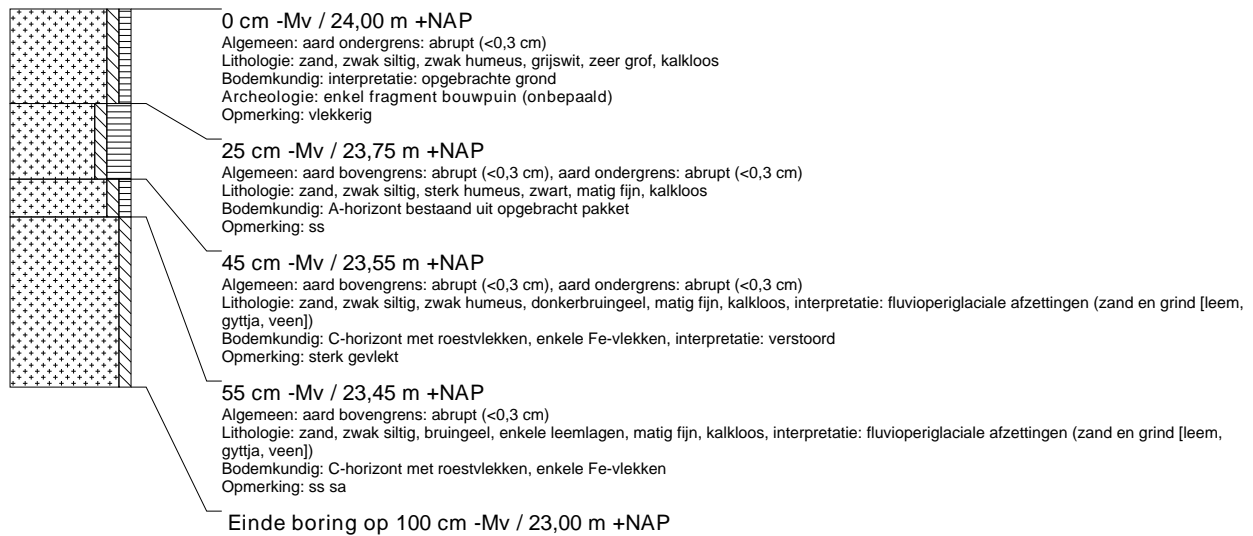 0 cm -Mv / 24,00 m +NAP
Algemeen: aard ondergrens: abrupt (<0,3 cm)
Lithologie: zand, zwak siltig, zwak humeus, grijswit, zeer grof, kalkloos
Bodemkundig: interpretatie: opgebrachte grond
Archeologie: enkel fragment bouwpuin (onbepaald)
Opmerking: vlekkerig
25 cm -Mv / 23,75 m +NAP
Algemeen: aard bovengrens: abrupt (<0,3 cm), aard ondergrens: abrupt (<0,3 cm)
Lithologie: zand, zwak siltig, sterk humeus, zwart, matig fijn, kalkloos
Bodemkundig: A-horizont bestaand uit opgebracht pakket
Opmerking: ss
45 cm -Mv / 23,55 m +NAP
Algemeen: aard bovengrens: abrupt (<0,3 cm), aard ondergrens: abrupt (<0,3 cm)
Lithologie: zand, zwak siltig, zwak humeus, donkerbruingeel, matig fijn, kalkloos, interpretatie: fluvioperiglaciale afzettingen (zand en grind [leem,
gyttja, veen])
Bodemkundig: C-horizont met roestvlekken, enkele Fe-vlekken, interpretatie: verstoord
Opmerking: sterk gevlekt
55 cm -Mv / 23,45 m +NAP
Algemeen: aard bovengrens: abrupt (<0,3 cm)
Lithologie: zand, zwak siltig, bruingeel, enkele leemlagen, matig fijn, kalkloos, interpretatie: fluvioperiglaciale afzettingen (zand en grind [leem,
gyttja, veen])
Bodemkundig: C-horizont met roestvlekken, enkele Fe-vlekken
Opmerking: ss sa
Einde boring op 100 cm -Mv / 23,00 m +NAP